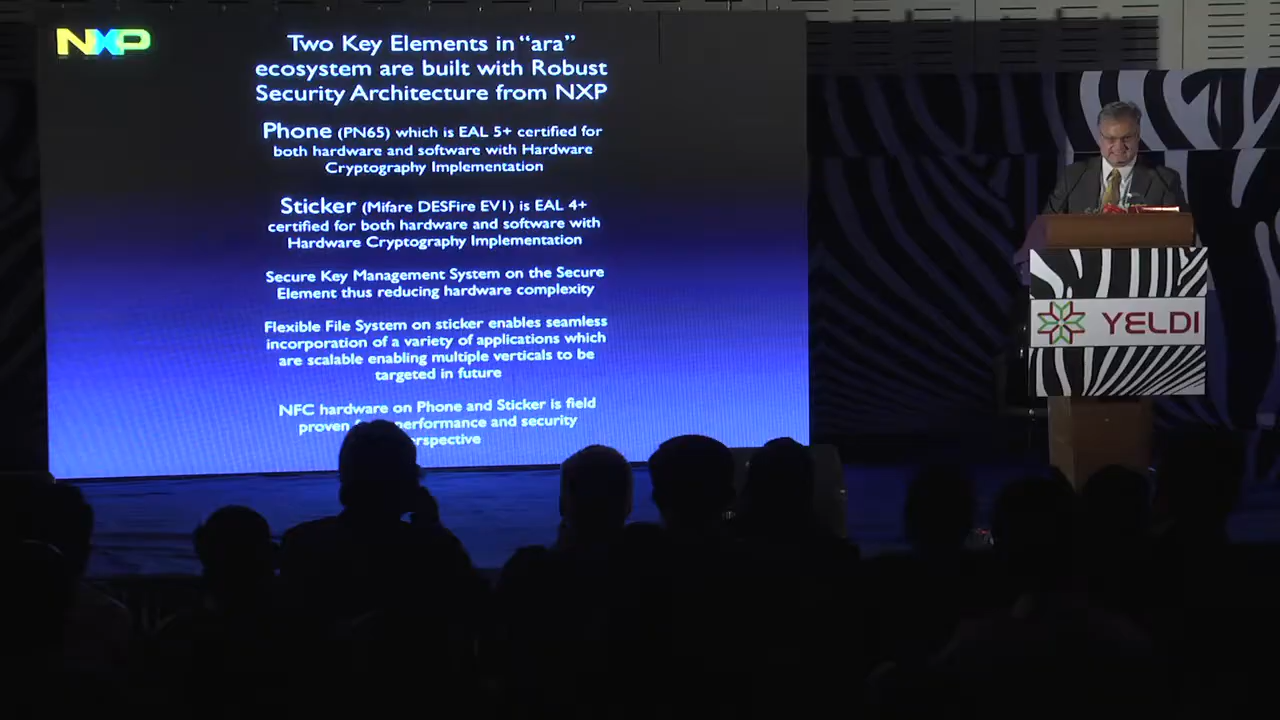 NXP
Two Key Elements in “ara”
ecosystem are built with Robust
Security Architecture from NXP
Phone (PN65) which is EAL 5+ certified for
both hardware and software with Hardware
Cryptography Implementation
Sticker (Mifare DESFire EV1) is EAL 4+
certified for both hardware and software with
Hardware Cryptography Implementation
Secure Key Management System on the Secure
Element thus reducing hardware complexity
Flexible File System on sticker enables seamless
incorporation of a variety of applications which
are scalable enabling multiple verticals to be
targeted in future
NFC hardware on Phone and Sticker is field
proven performance and security
YELDI